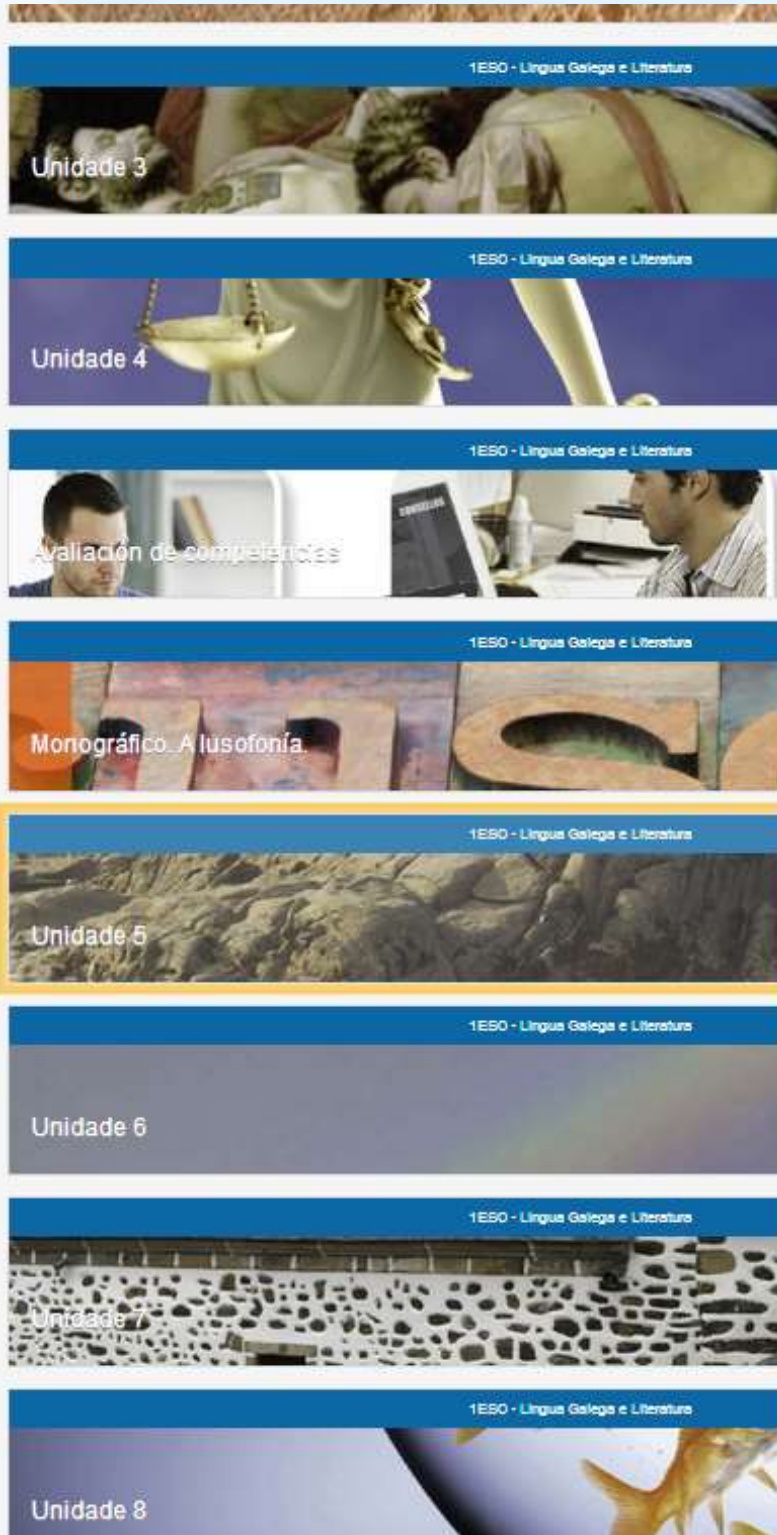 1ESO - Lingua Galega e Literatura
Unidade 3
1ESO - Lingua Galega e Literatura
Unidade 4
1ESO - Lingua Galega e Literatura
Avaliación de competencias
1ESO - Lingua Galega e Literatura
Monográfico. A lusofonía.
1ESO - Lingua Galega e Literatura
Unidade 5
1ESO - Lingua Galega e Literatura
Unidade 6
1ESO - Lingua Galega e Literatura
Unidade 7
1ESO - Lingua Galega e Literatura
Unidade 8